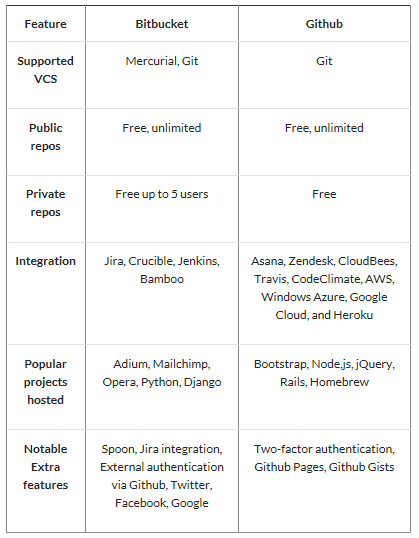 Feature Bitbucket Github
Supported VCS Mercurial, Git Git
Public repos Free, unlimited Free, unlimited
Private repos Free up to 5 users Free
Integration Jira, Crucible, Jenkins, Bamboo Asana, Zendesk, CloudBees, Travis, CodeClimate, AWS, Windows Azure, Google Cloud, and Heroku
Popular projects hosted Adium, Mailchimp, Opera, Python, Django Bootstrap, Node,js, jQuery, Rails, Homebrew
Notable Extra features Spoon, Jira integration, External authentication via Github, Twitter, Facebook, Google Two-factor authentication, Github Pages, Github Gists